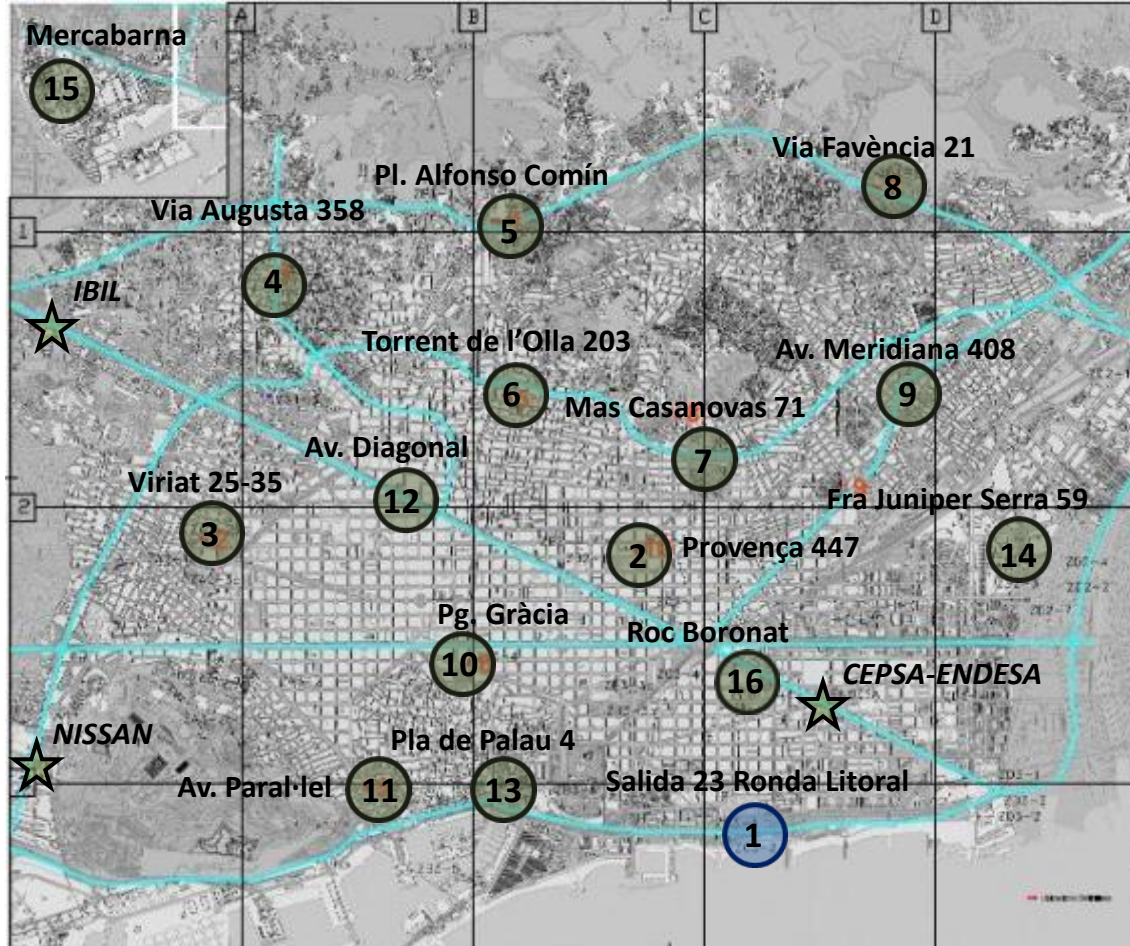 A
B
C
D
Mercabarna
15
Via Favència 21
8
Pl. Alfonso Comín
5
Via Augusta 358
1
4
IBIL
Torrent de l’Olla 203
6
Av. Meridiana 408
9
Mas Casanovas 71
7
Av. Diagonal
12
Viriat 25-35
3
2
Fra Juniper Serra 59
14
2
Provença 447
Pg. Gràcia
10
Roc Boronat
16
CEPSA-ENDESA
NISSAN
Pla de Palau 4
13
Av. Paral·lel
11
Salida 23 Ronda Litoral
1